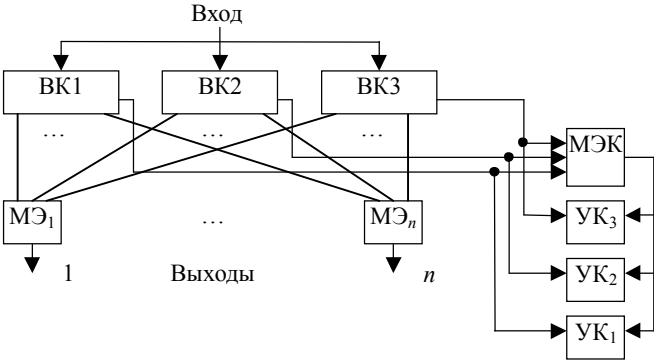 Вход
ВК1 ВК2 ВК3
… … …
МЭК
МЭ₁ … МЭₙ УК₃
1 Выходы n УК₂
УК₁